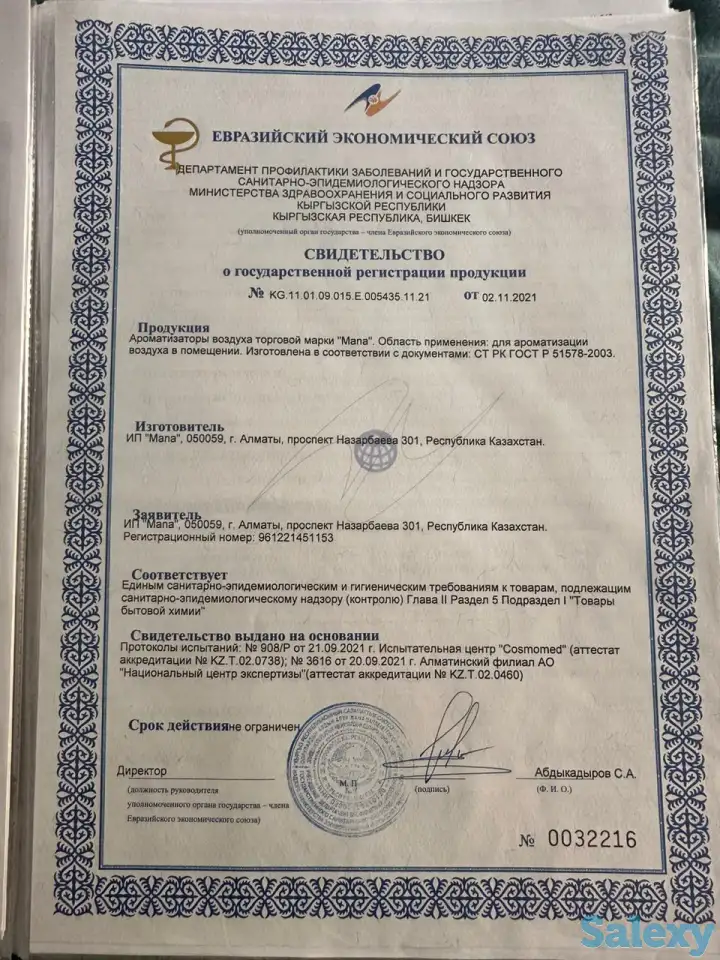 ЕВРАЗИЙСКИЙ ЭКОНОМИЧЕСКИЙ СОЮЗ
ДЕПАРТАМЕНТ ПРОФИЛАКТИКИ ЗАБОЛЕВАНИЙ И ГОСУДАРСТВЕННОГО
САНИТАРНО-ЭПИДЕМИОЛОГИЧЕСКОГО НАДЗОРА
МИНИСТЕРСТВА ЗДРАВООХРАНЕНИЯ И СОЦИАЛЬНОГО РАЗВИТИЯ
КЫРГЫЗСКОЙ РЕСПУБЛИКИ
КЫРГЫЗСКАЯ РЕСПУБЛИКА, БИШКЕК
(уполномоченный орган государства – члена Евразийского экономического союза)
СВИДЕТЕЛЬСТВО
о государственной регистрации продукции
№ KG.11.01.09.015.E.005435.11.21 от 02.11.2021
Продукция
Ароматизаторы воздуха торговой марки "Mana". Область применения: для ароматизации
воздуха в помещении. Изготовлена в соответствии с документами: СТ РК ГОСТ Р 51578-2003.
Изготовитель
ИП "Mana", 050059, г. Алматы, проспект Назарбаева 301, Республика Казахстан.
Заявитель
ИП "Mana", 050059, г. Алматы, проспект Назарбаева 301, Республика Казахстан.
Регистрационный номер: 961221451153
Соответствует
Единым санитарно-эпидемиологическим и гигиеническим требованиям к товарам, подлежащим
санитарно-эпидемиологическому надзору (контролю) Глава II Раздел 5 Подраздел I "Товары
бытовой химии"
Свидетельство выдано на основании
Протоколы испытаний: № 908/Р от 21.09.2021 г. Испытательная центр "Cosmomed" (аттестат
аккредитации № KZ.T.02.0738); № 3616 от 20.09.2021 г. Алматинский филиал АО
"Национальный центр экспертизы"(аттестат аккредитации № KZ.T.02.0460)
Срок действия не ограничен
Директор
(должность руководителя
уполномоченного органа государства – члена
Евразийского экономического союза)
М. П.
(подпись)
Абдыкадыров С.А.
(Ф. И. О.)
№ 0032216
Salexy